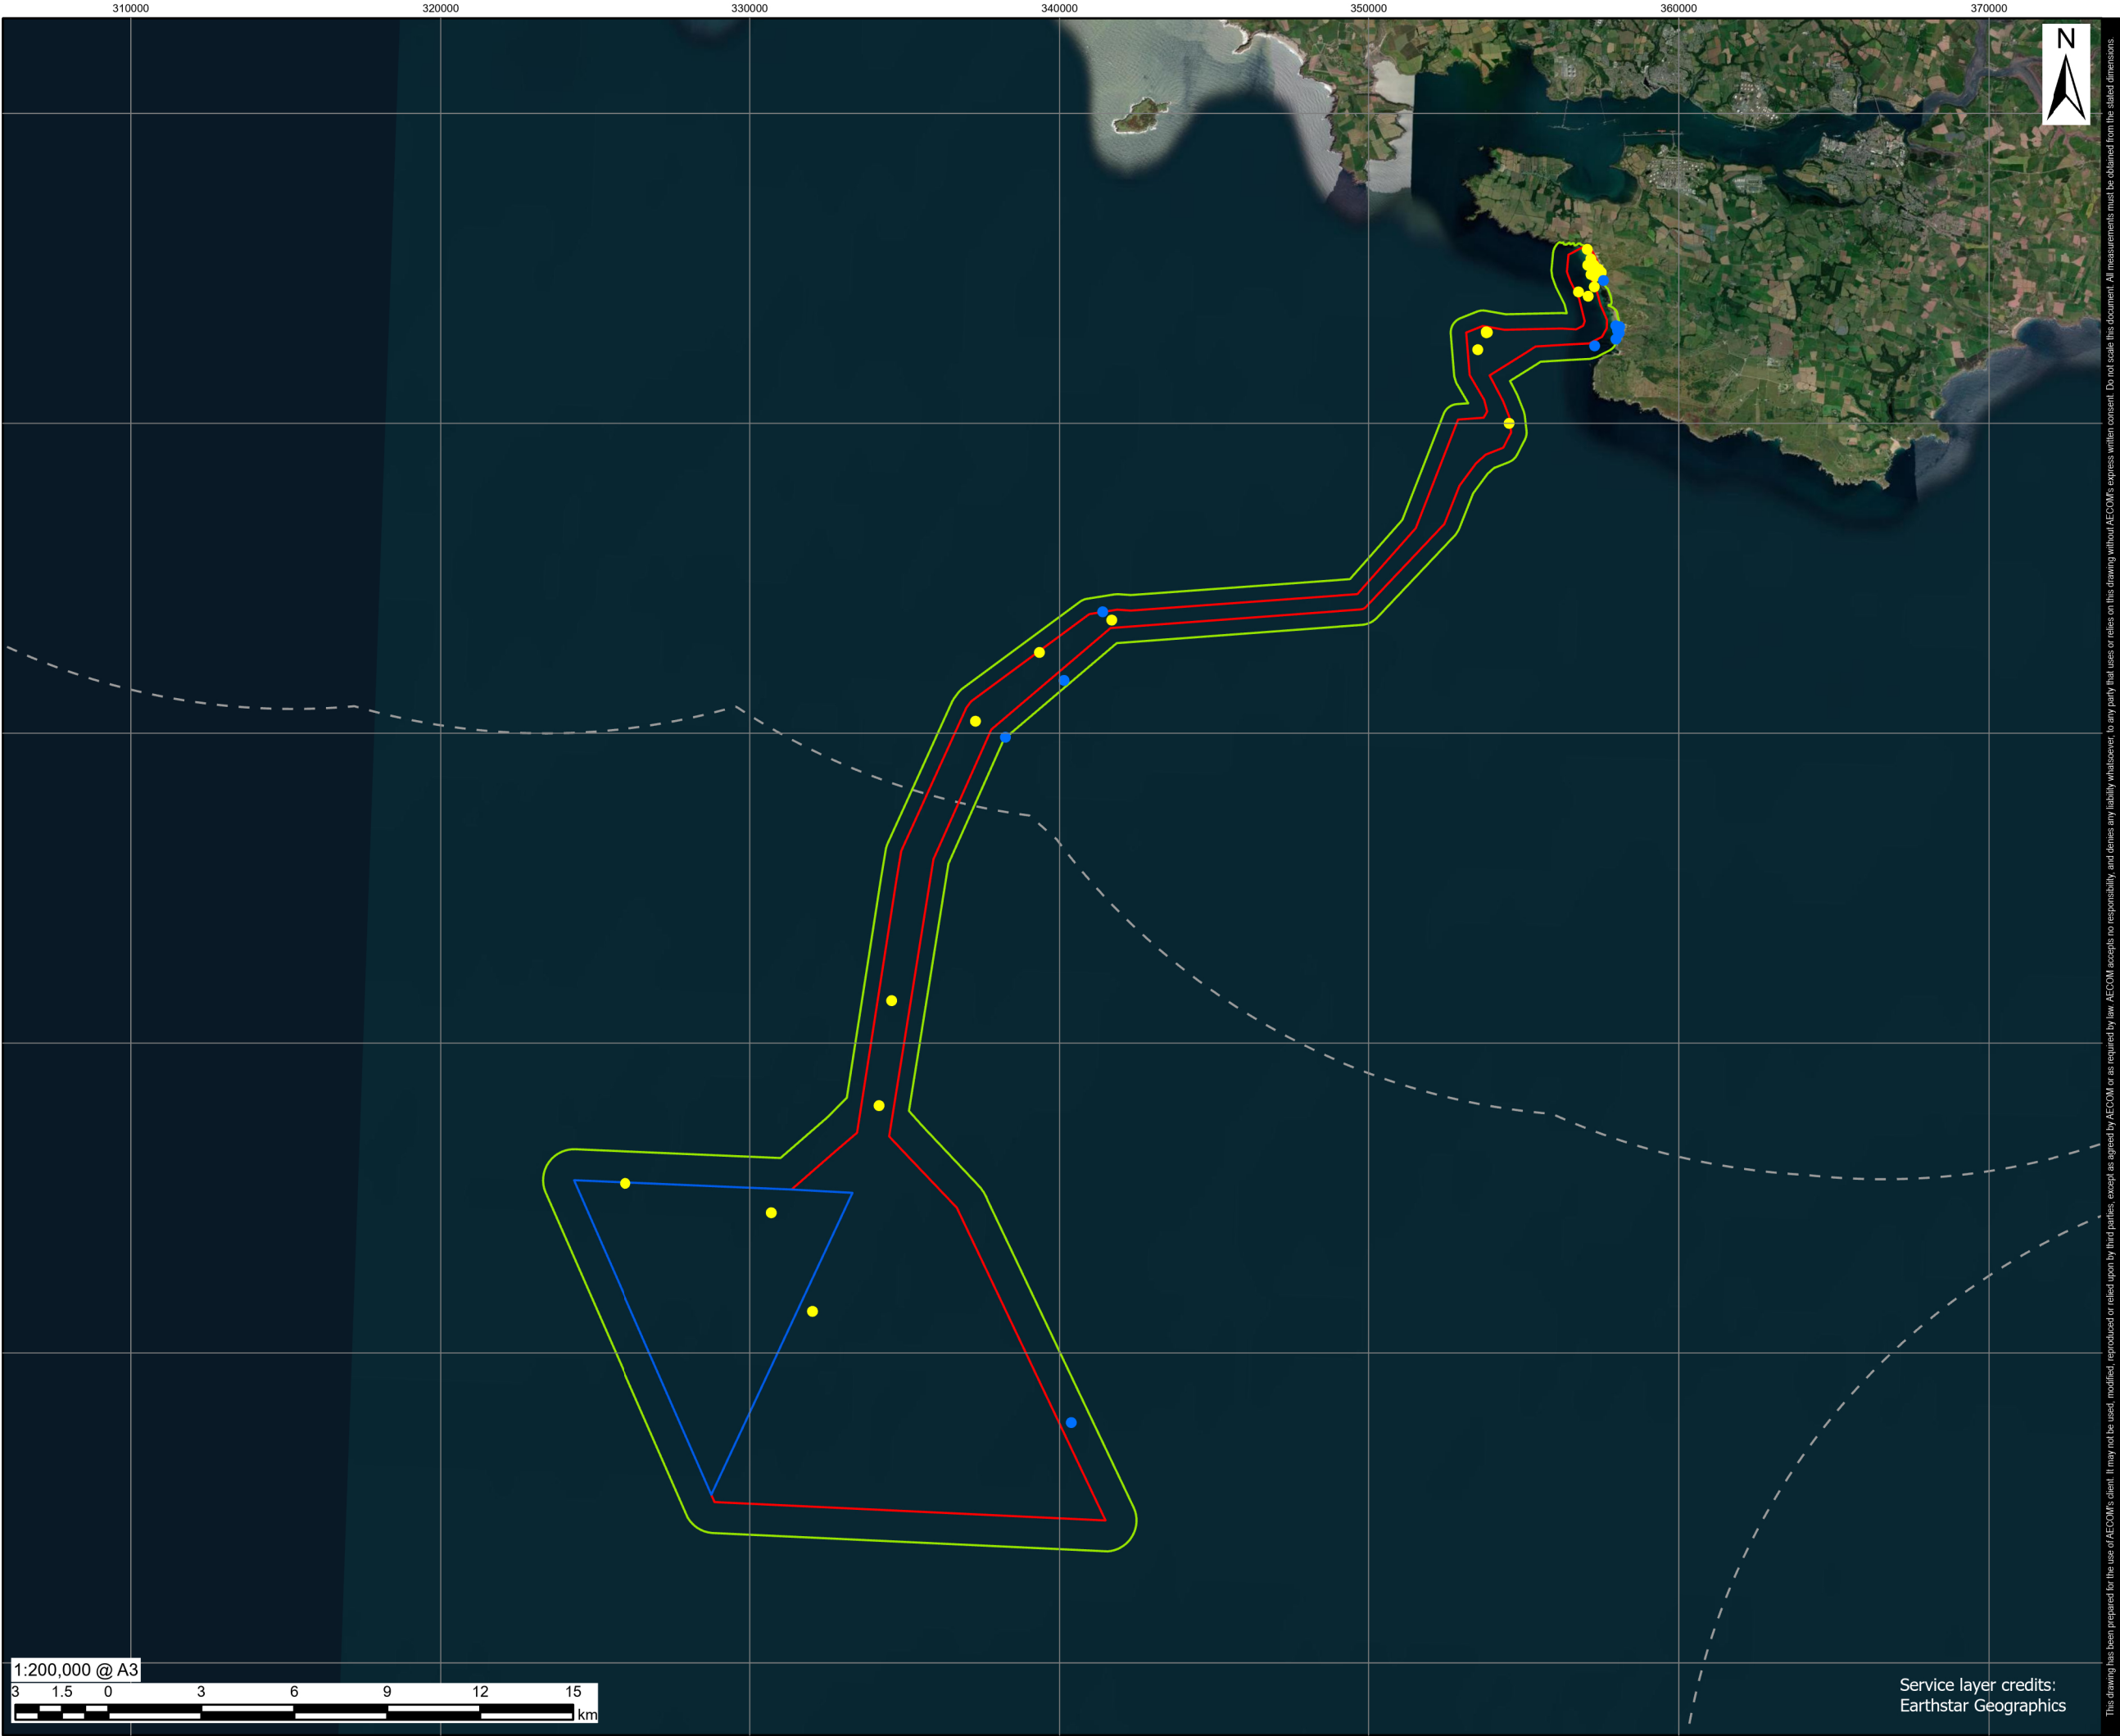 310000 320000 330000 340000 350000 360000 370000
N
This drawing has been prepared for the use of AECOM's client. It may not be used, modified, reproduced or relied upon by third parties, except as agreed by AECOM or as required by law. AECOM accepts no responsibility, and denies any liability whatsoever, to any party that uses or relies on this drawing without AECOM's express written consent. Do not scale this document. All measurements must be obtained from the stated dimensions.
1:200,000 @ A3
3 1.5 0 3 6 9 12 15
km
Service layer credits:
Earthstar Geographics